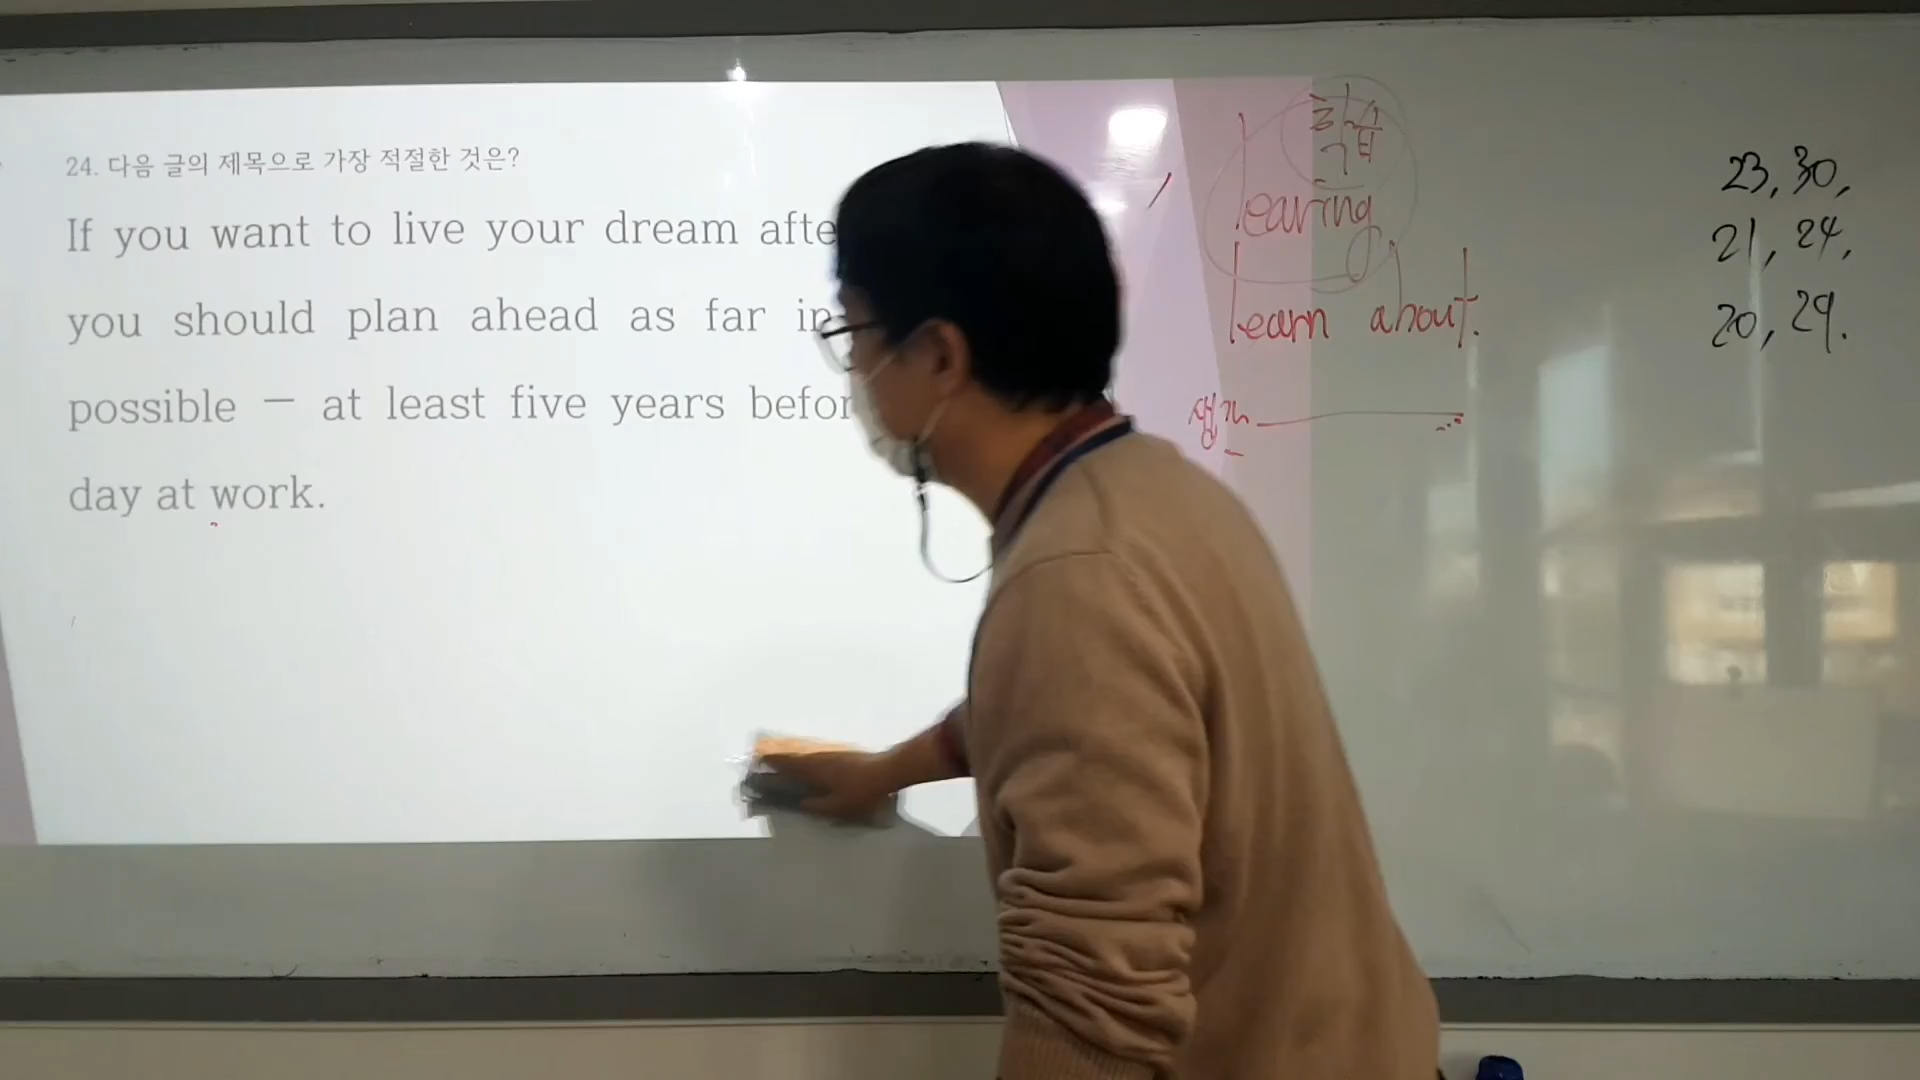 24. 다음 글의 제목으로 가장 적절한 것은?
If you want to live your dream afte
you should plan ahead as far in
possible － at least five years befor
day at work.
학습
learing
learn about.
23, 30,
21, 24,
20, 29.